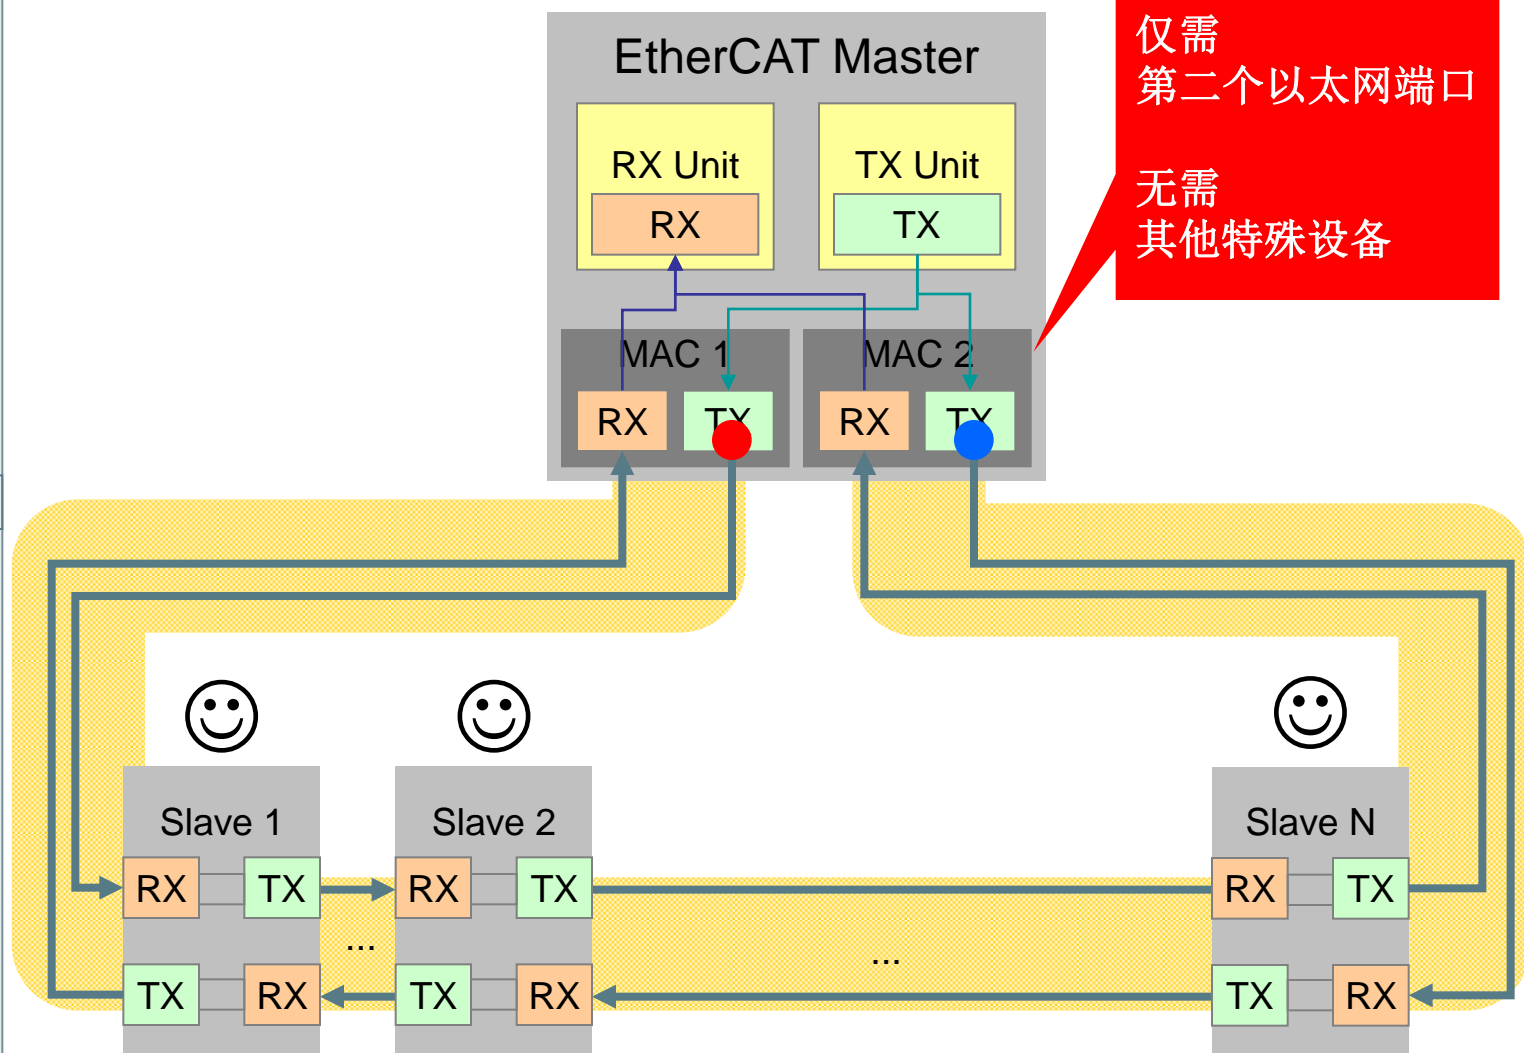 EtherCAT Master
仅需
第二个以太网端口
无需
其他特殊设备
RX Unit
TX Unit
RX
TX
MAC 1
MAC 2
RX
TX
RX
TX
Slave 1
Slave 2
Slave N
RX
TX
RX
TX
RX
TX
...
...
TX
RX
TX
RX
TX
RX